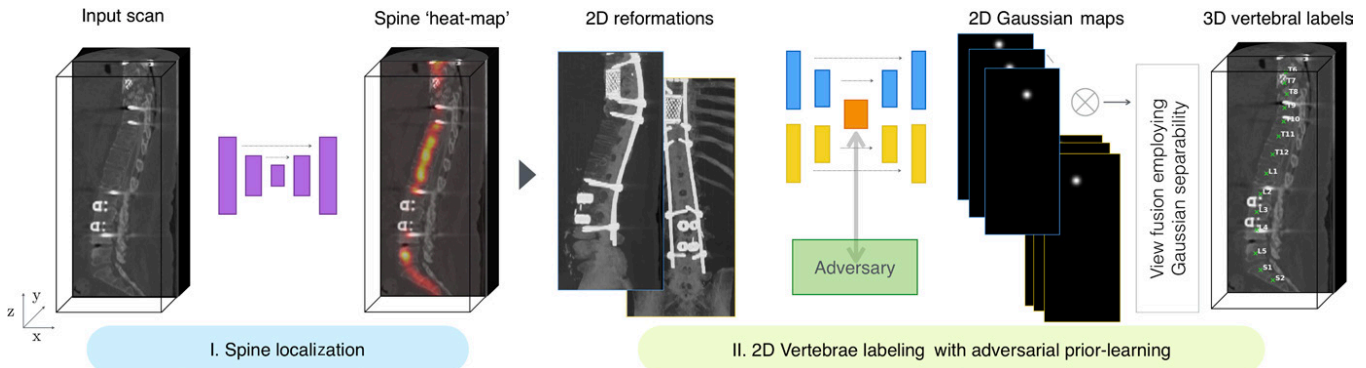 Input scan
Spine ‘heat-map’
2D reformations
2D Gaussian maps
3D vertebral labels
Adversary
View fusion employing
Gaussian separability
T6
T7
T8
T9
T10
T11
T12
L1
L2
L3
L4
L5
S1
S2
z
y
x
I. Spine localization
II. 2D Vertebrae labeling with adversarial prior-learning